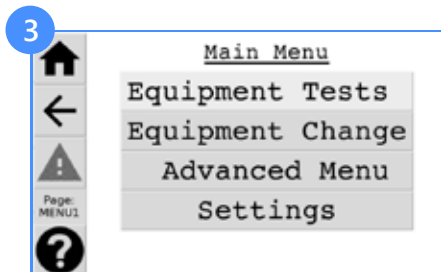 3
Main Menu
Equipment Tests
Equipment Change
Advanced Menu
Settings
Page:
MENU1
?